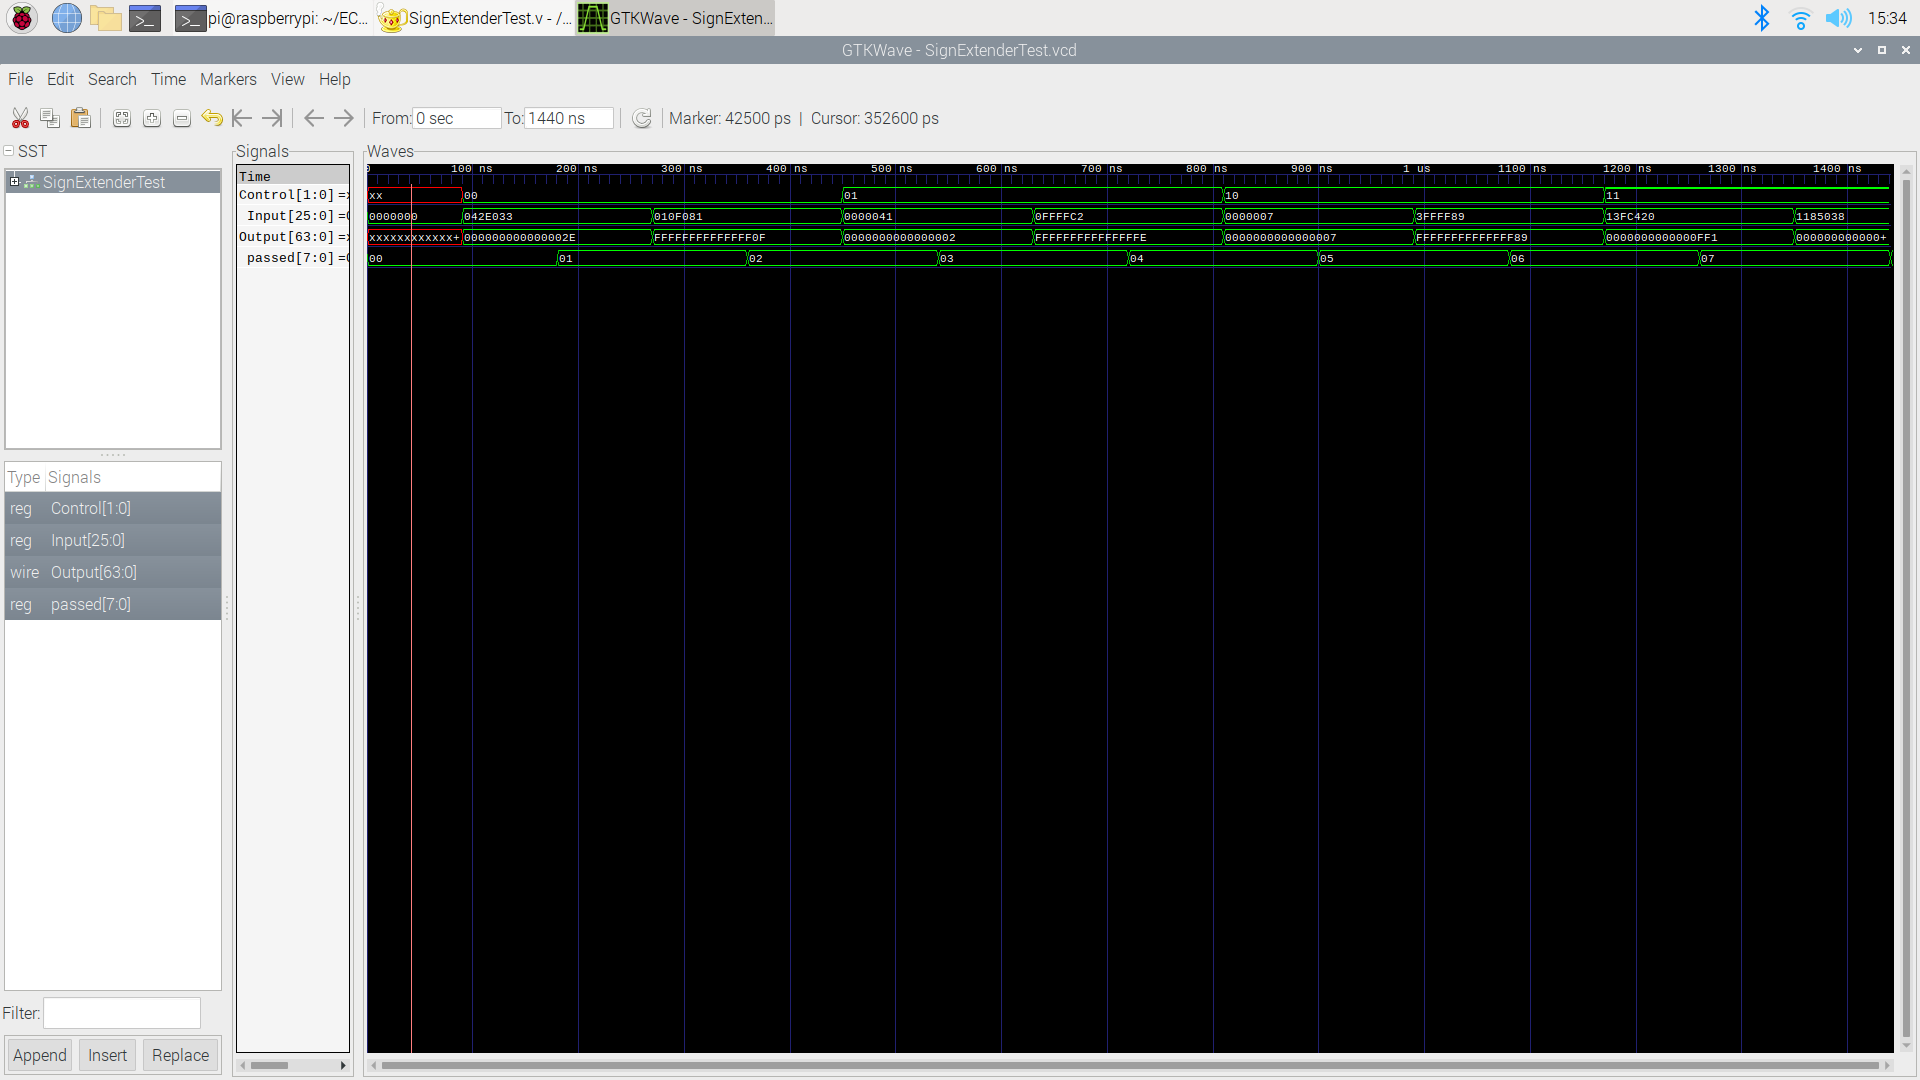 pi@raspberrypi: ~/EC...
SignExtenderTest.v - /...
GTKWave - SignExten...
15:34
GTKWave - SignExtenderTest.vcd
File Edit Search Time Markers View Help
From: 0 sec To: 1440 ns Marker: 42500 ps | Cursor: 352600 ps
SST
SignExtenderTest
Type Signals
reg Control[1:0]
reg Input[25:0]
wire Output[63:0]
reg passed[7:0]
Filter:
Append Insert Replace
Signals
Time
Control[1:0] =x
Input[25:0] =0
Output[63:0] =x
passed[7:0] =0
Waves
0 100 ns 200 ns 300 ns 400 ns 500 ns 600 ns 700 ns 800 ns 900 ns 1 us 1100 ns 1200 ns 1300 ns 1400 ns
xx 00 01 10 11
0000000 042E033 010F081 0000041 0FFFFC2 0000007 3FFFF89 13FC420 1185038
xxxxxxxxxxxx+ 000000000000002E FFFFFFFFFFFFFF0F 0000000000000002 FFFFFFFFFFFFFFFE 0000000000000007 FFFFFFFFFFFFFF89 0000000000000FF1 000000000000+
00 01 02 03 04 05 06 07